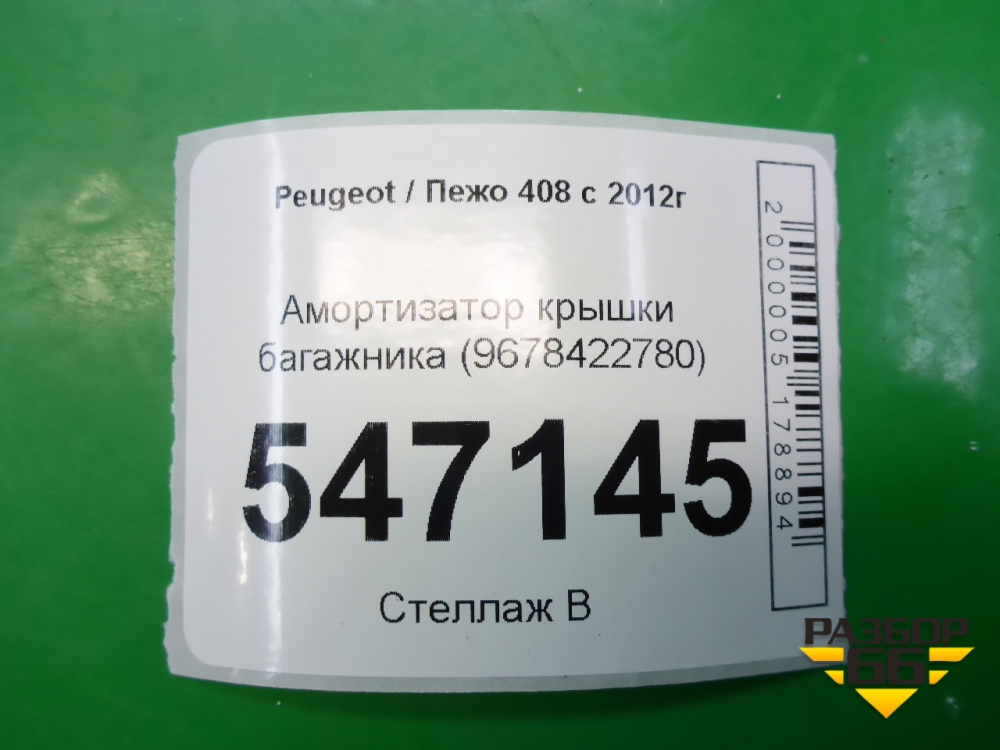 Peugeot / Пежо 408 с 2012г
Амортизатор крышки
багажника (9678422780)
547145
Стеллаж В
2000005178894
РАЗБОР
66